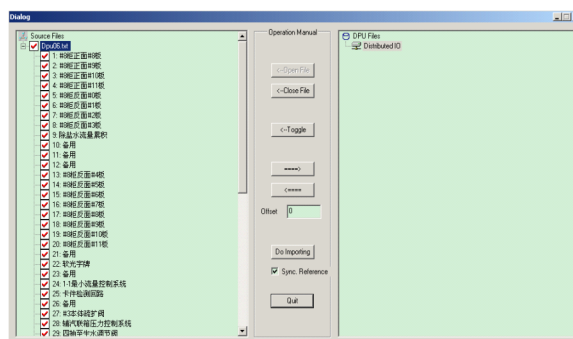 Dialog
Source Files
Dpu06.txt
1: #8柜正面#8板
2: #8柜正面#9板
3: #8柜正面#10板
4: #8柜正面#11板
5: #8柜反面#0板
6: #8柜反面#1板
7: #8柜反面#2板
8: #8柜反面#3板
9: 除盐水流量累积
10: 备用
11: 备用
12: 备用
13: #8柜反面#4板
14: #8柜反面#5板
15: #8柜反面#6板
16: #8柜反面#7板
17: #8柜反面#8板
18: #8柜反面#9板
19: #8柜反面#10板
20: #8柜反面#11板
21: 备用
22: 软光字牌
23: 备用
24: 1-1最小流量控制系统
25: 卡件检测回路
26: 备用
27: #3本体疏扩阀
28: 辅汽联箱压力控制系统
29: 四抽至生水调节阀
Operation Manual
<--Open File
<--Close File
<--Toggle
====>
<====
Offset 0
Do Importing
Sync. Reference
Quit
DPU Files
Distributed IO